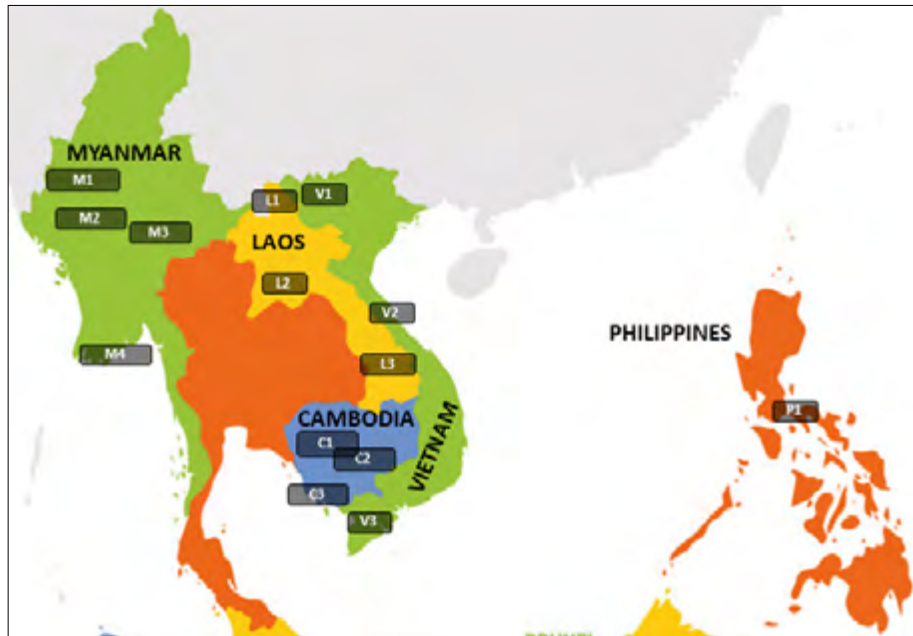 MYANMAR
M1
M2
M3
M4
L1
V1
LAOS
L2
V2
L3
PHILIPPINES
P1
CAMBODIA
C1
C2
C3
VIETNAM
V3